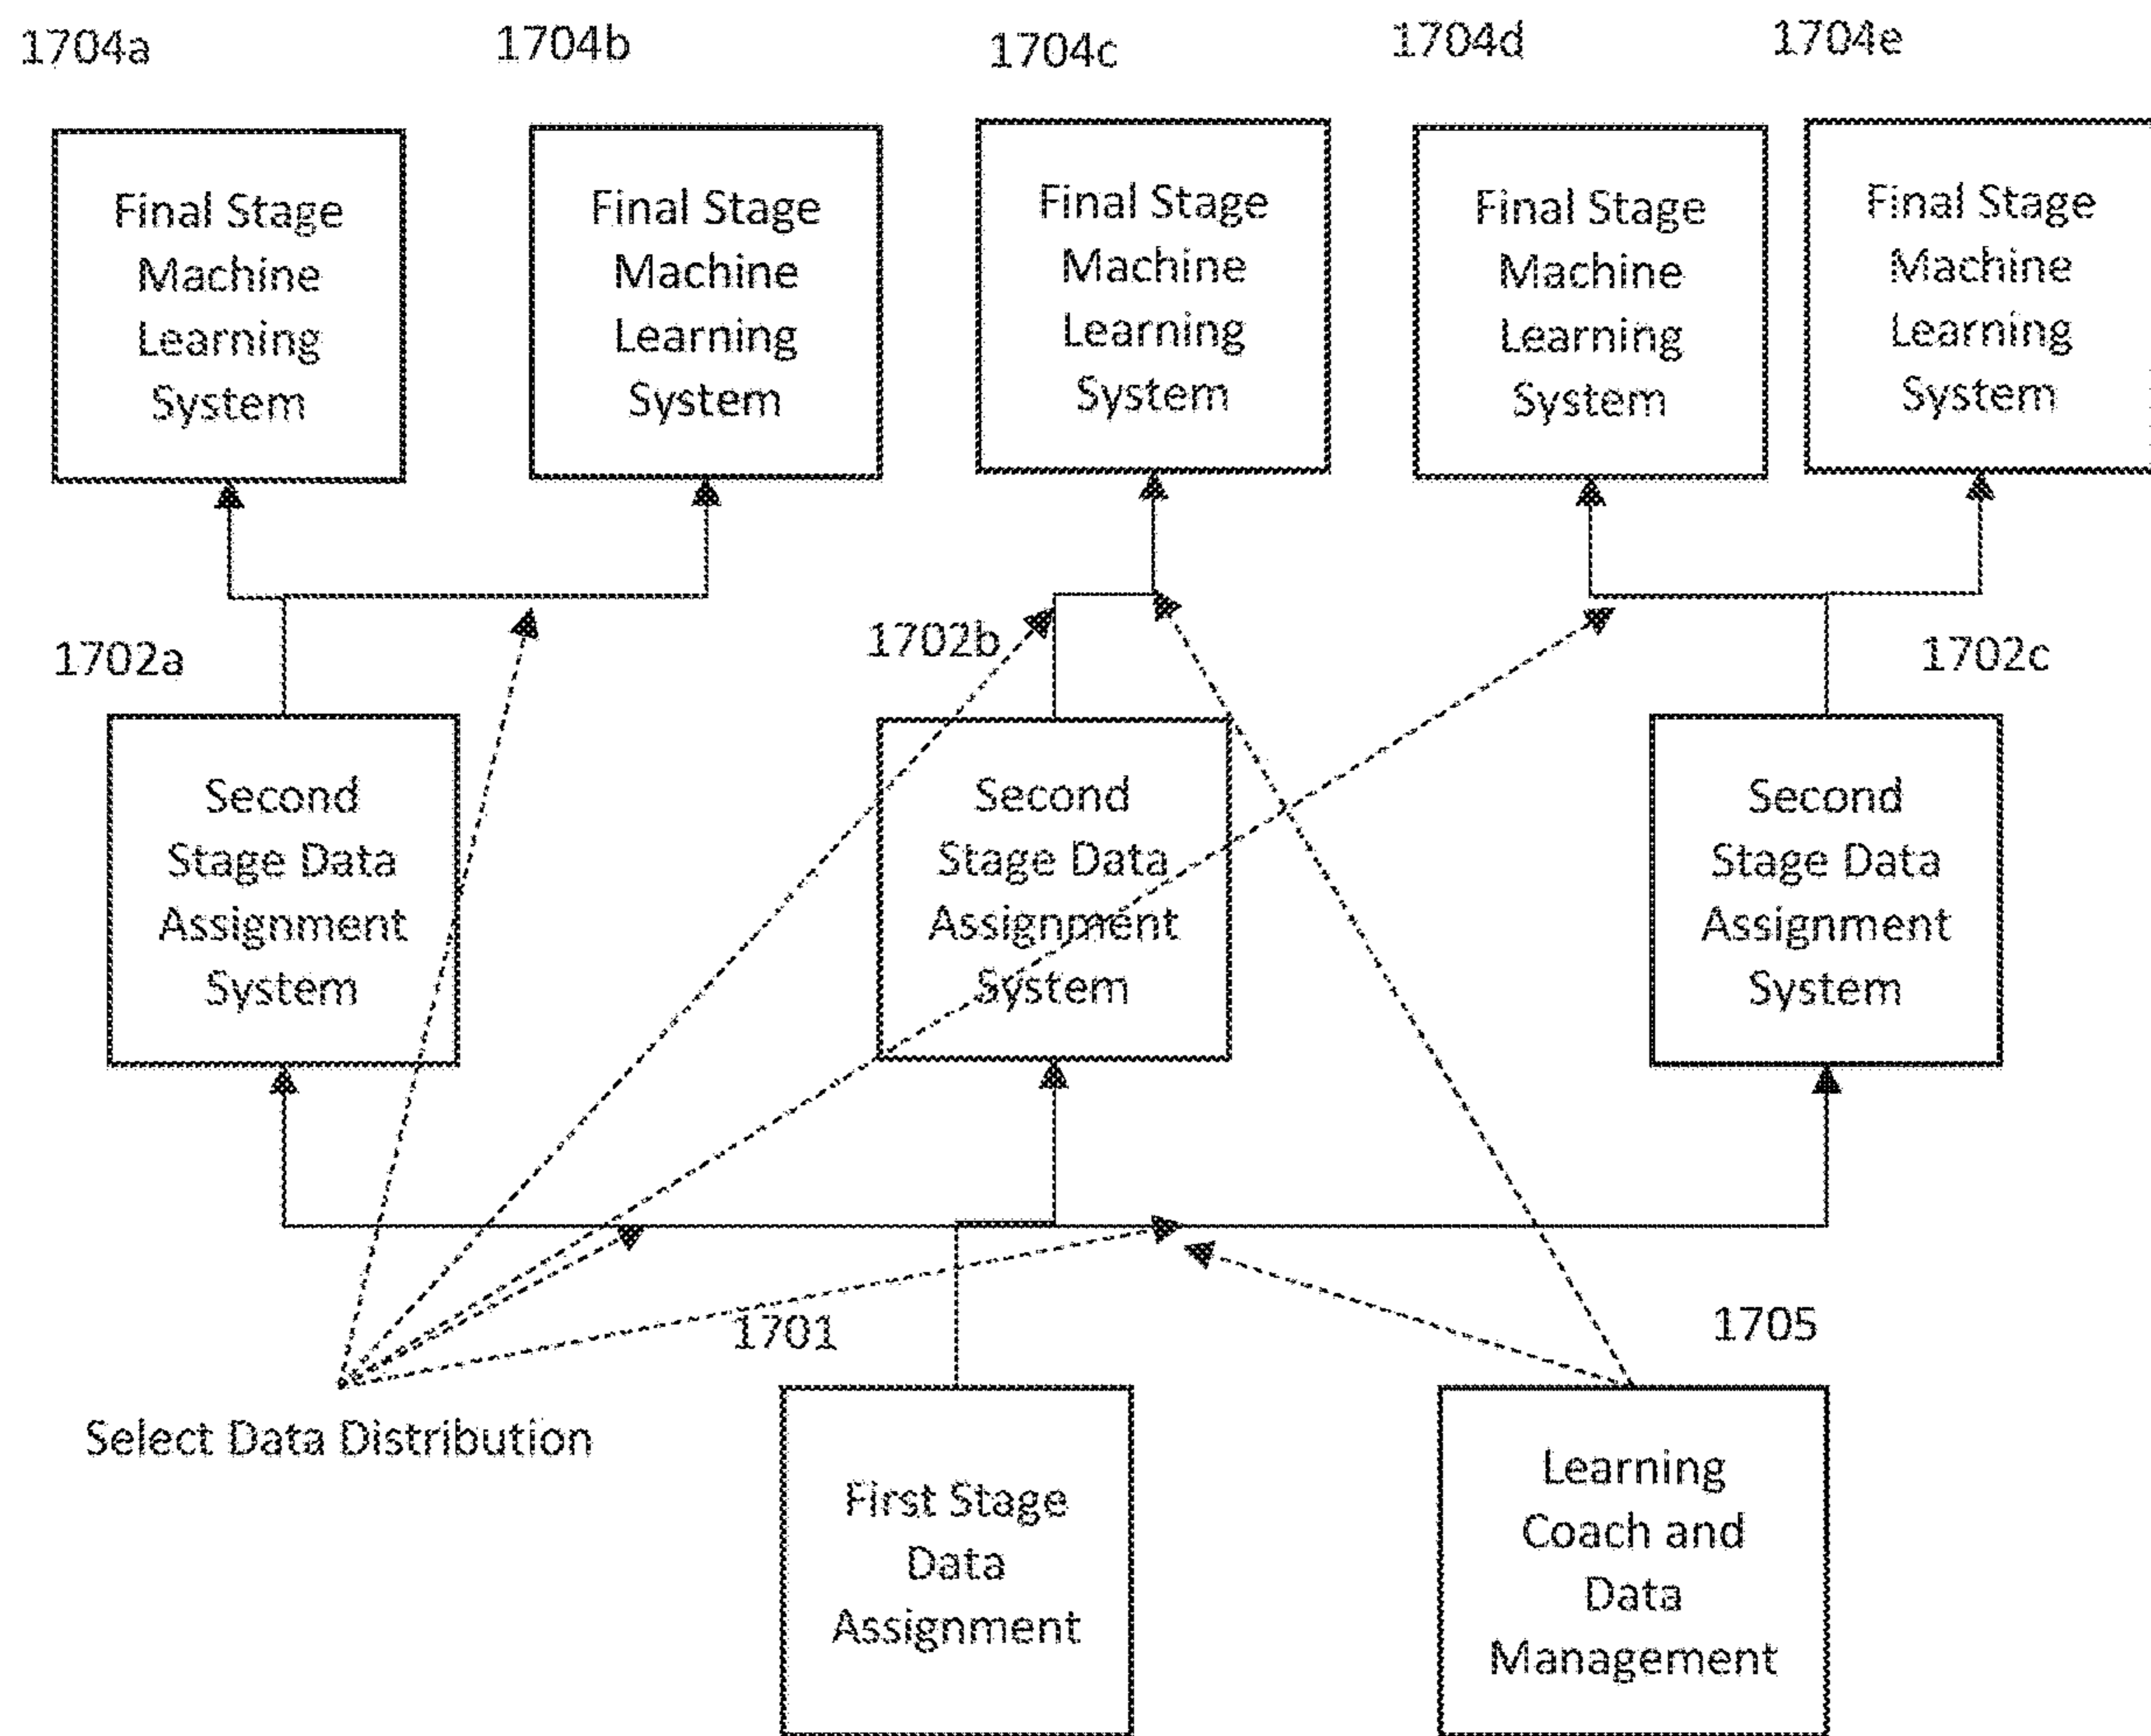 1704a
1704b
1704c
1704d
1704e
Final Stage
Machine
Learning
System
Final Stage
Machine
Learning
System
Final Stage
Machine
Learning
System
Final Stage
Machine
Learning
System
Final Stage
Machine
Learning
System
1702a
1702b
1702c
Second
Stage Data
Assignment
System
Second
Stage Data
Assignment
System
Second
Stage Data
Assignment
System
1701
1705
Select Data Distribution
First Stage
Data
Assignment
Learning
Coach and
Data
Management